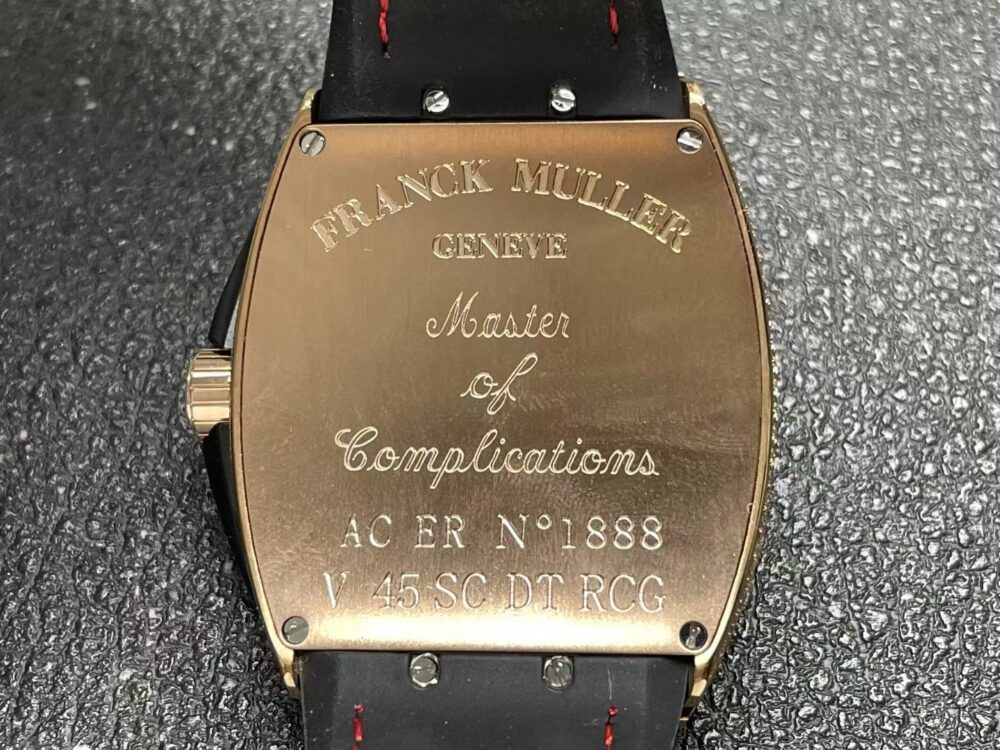 FRANCK MULLER
GENEVE
Master
of
Complications
AC ER N° 1888
V 45 SC DT RCG